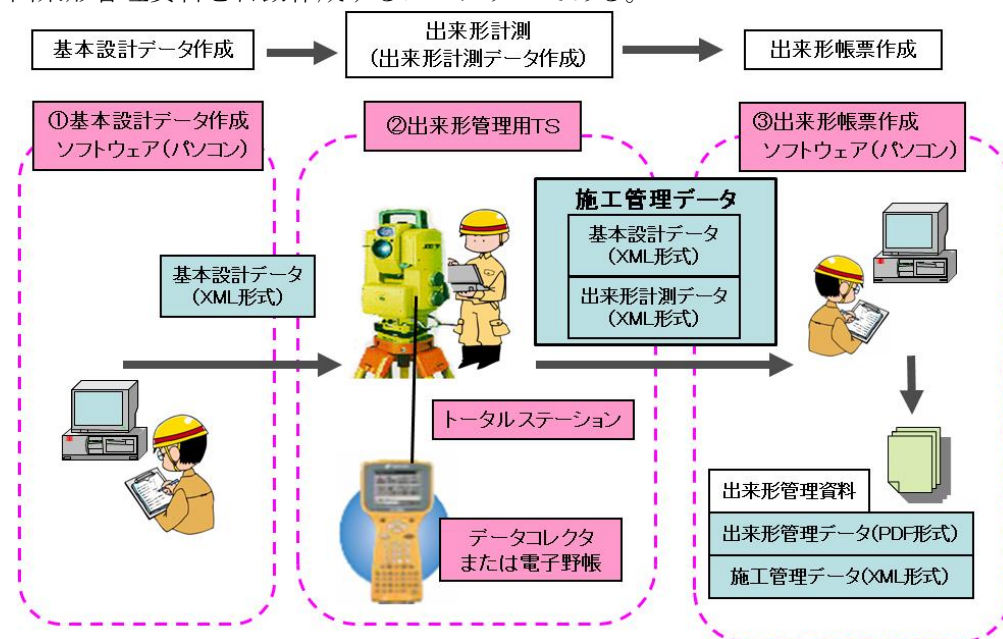 基本設計データ作成
出来形計測
(出来形計測データ作成)
出来形帳票作成
①基本設計データ作成
ソフトウェア(パソコン)
②出来形管理用TS
③出来形帳票作成
ソフトウェア(パソコン)
施工管理データ
基本設計データ
(XML形式)
出来形計測データ
(XML形式)
基本設計データ
(XML形式)
トータルステーション
データコレクタ
または電子野帳
出来形管理資料
出来形管理データ(PDF形式)
施工管理データ(XML形式)